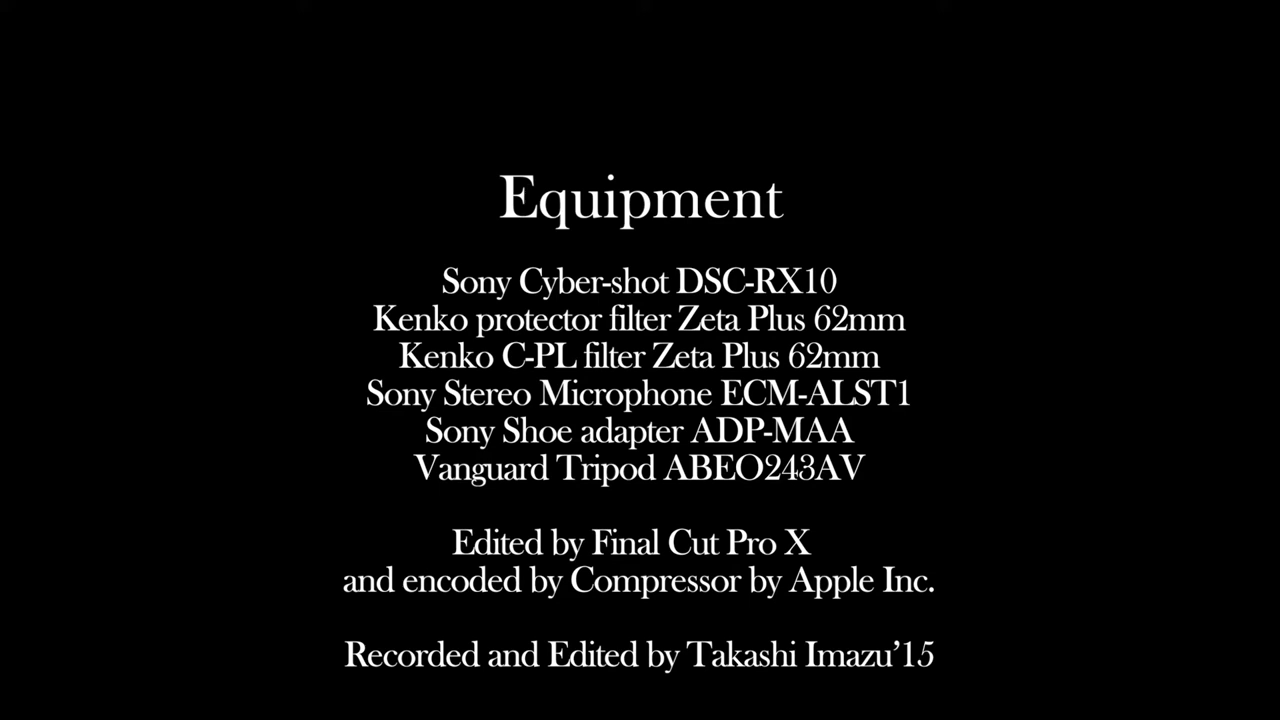 Equipment
Sony Cyber-shot DSC-RX10
Kenko protector filter Zeta Plus 62mm
Kenko C-PL filter Zeta Plus 62mm
Sony Stereo Microphone ECM-ALST1
Sony Shoe adapter ADP-MAA
Vanguard Tripod ABEO243AV
Edited by Final Cut Pro X
and encoded by Compressor by Apple Inc.
Recorded and Edited by Takashi Imazu’15